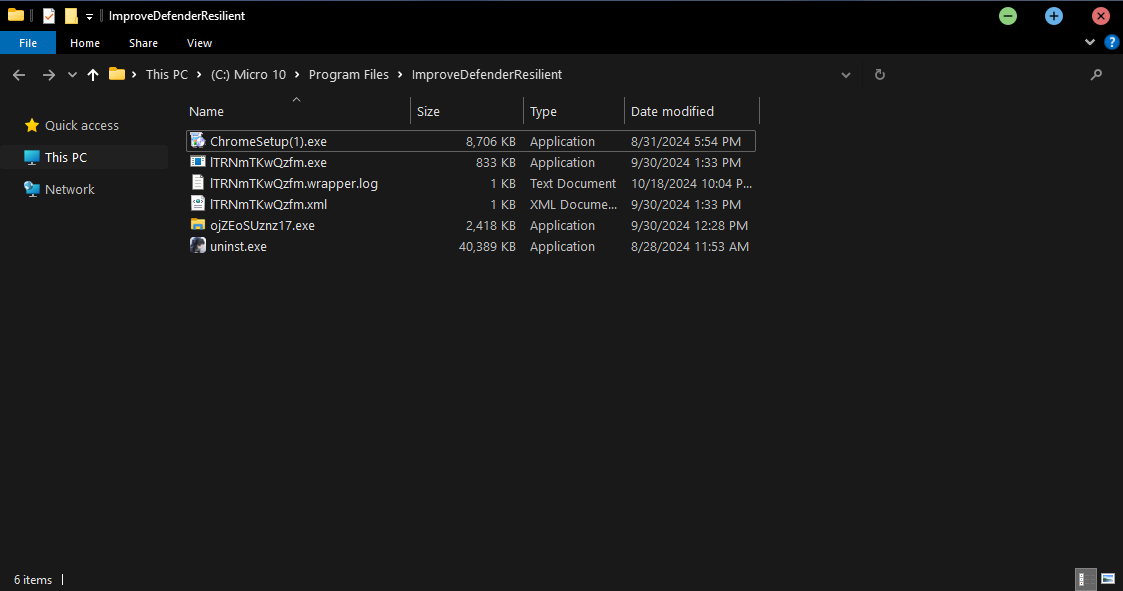 ImproveDefenderResilient
File Home Share View
This PC (C:) Micro 10 Program Files ImproveDefenderResilient
Name Size Type Date modified
Quick access
This PC
Network
ChromeSetup(1).exe 8,706 KB Application 8/31/2024 5:54 PM
lTRNmTKwQzfm.exe 833 KB Application 9/30/2024 1:33 PM
lTRNmTKwQzfm.wrapper.log 1 KB Text Document 10/18/2024 10:04 P...
lTRNmTKwQzfm.xml 1 KB XML Docume... 9/30/2024 1:33 PM
ojZEoSUznz17.exe 2,418 KB Application 9/30/2024 12:28 PM
uninst.exe 40,389 KB Application 8/28/2024 11:53 AM
6 items